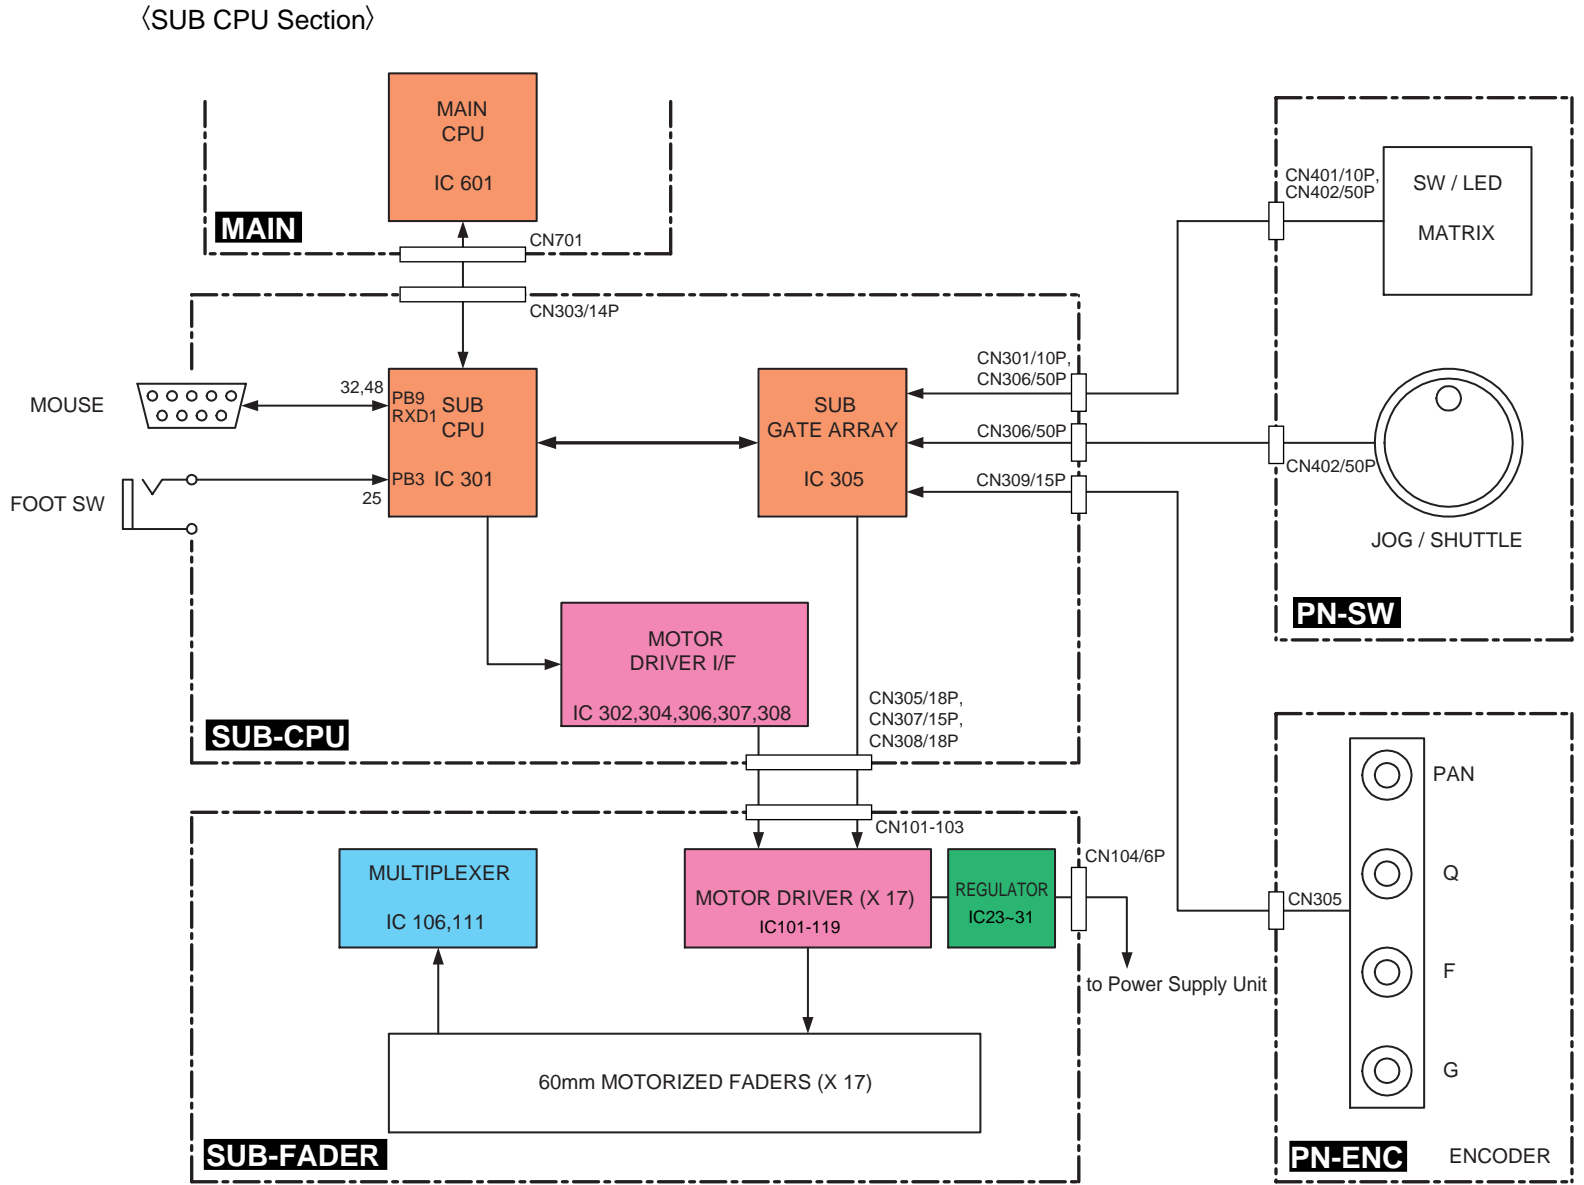 〈SUB CPU Section〉
MAIN
CPU
IC 601
MAIN
CN701
CN303/14P
MOUSE
32,48
PB9
RXD1
SUB
CPU
IC 301
PB3
25
FOOT SW
SUB
GATE ARRAY
IC 305
CN301/10P,
CN306/50P
CN306/50P
CN309/15P
CN401/10P,
CN402/50P
SW / LED
MATRIX
CN402/50P
JOG / SHUTTLE
PN-SW
MOTOR
DRIVER I/F
IC 302,304,306,307,308
SUB-CPU
CN305/18P,
CN307/15P,
CN308/18P
CN101-103
MULTIPLEXER
IC 106,111
MOTOR DRIVER (X 17)
IC101-119
REGULATOR
IC23~31
CN104/6P
to Power Supply Unit
60mm MOTORIZED FADERS (X 17)
SUB-FADER
CN305
PAN
Q
F
G
PN-ENC
ENCODER